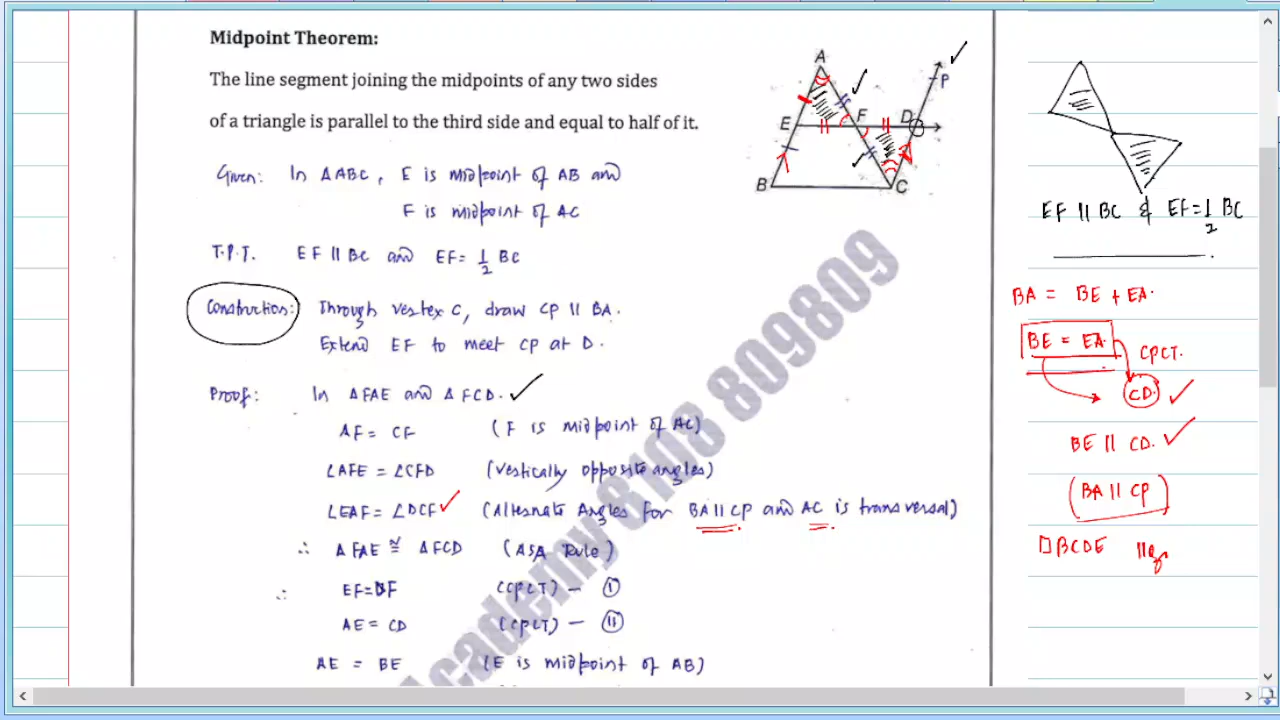 Midpoint Theorem:
The line segment joining the midpoints of any two sides
of a triangle is parallel to the third side and equal to half of it.
Given: In ΔABC, E is midpoint of AB and
F is midpoint of AC
T.P.T. EF || BC and EF = 1/2 BC
Construction: Through vertex C, draw CP || BA.
Extend EF to meet CP at D.
Proof: In ΔFAE and ΔFCD.
AF = CF (F is midpoint of AC)
∠AFE = ∠CFD (Vertically opposite angles)
∠EAF = ∠DCF (Alternate Angles for BA || CP and AC is transversal)
∴ ΔFAE ≅ ΔFCD (ASA Rule)
∴ EF = DF (CPCT) – I
AE = CD (CPCT) – II
AE = BE (E is midpoint of AB)
A
P
E F D
B C
EF || BC & EF = 1/2 BC
BA = BE + EA.
BE = EA. CPCT.
CD.
BE || CD.
(BA || CP)
□BCDE ||gm
Academy 8108 809809